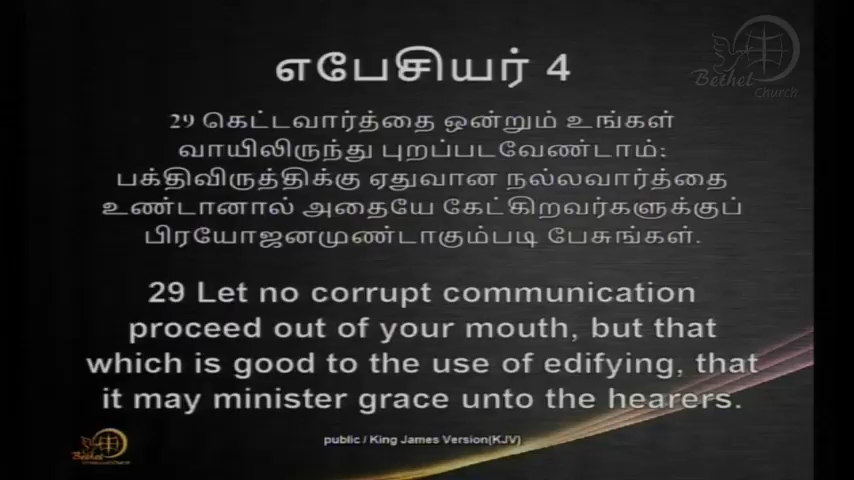 எபேசியர் 4
Bethel
Church
29 கெட்டவார்த்தை ஒன்றும் உங்கள்
வாயிலிருந்து புறப்படவேண்டாம்;
பக்திவிருத்திக்கு ஏதுவான நல்லவார்த்தை
உண்டானால் அதையே கேட்கிறவர்களுக்குப்
பிரயோஜனமுண்டாகும்படி பேசுங்கள்.
29 Let no corrupt communication
proceed out of your mouth, but that
which is good to the use of edifying, that
it may minister grace unto the hearers.
public / King James Version(KJV)
Bethel